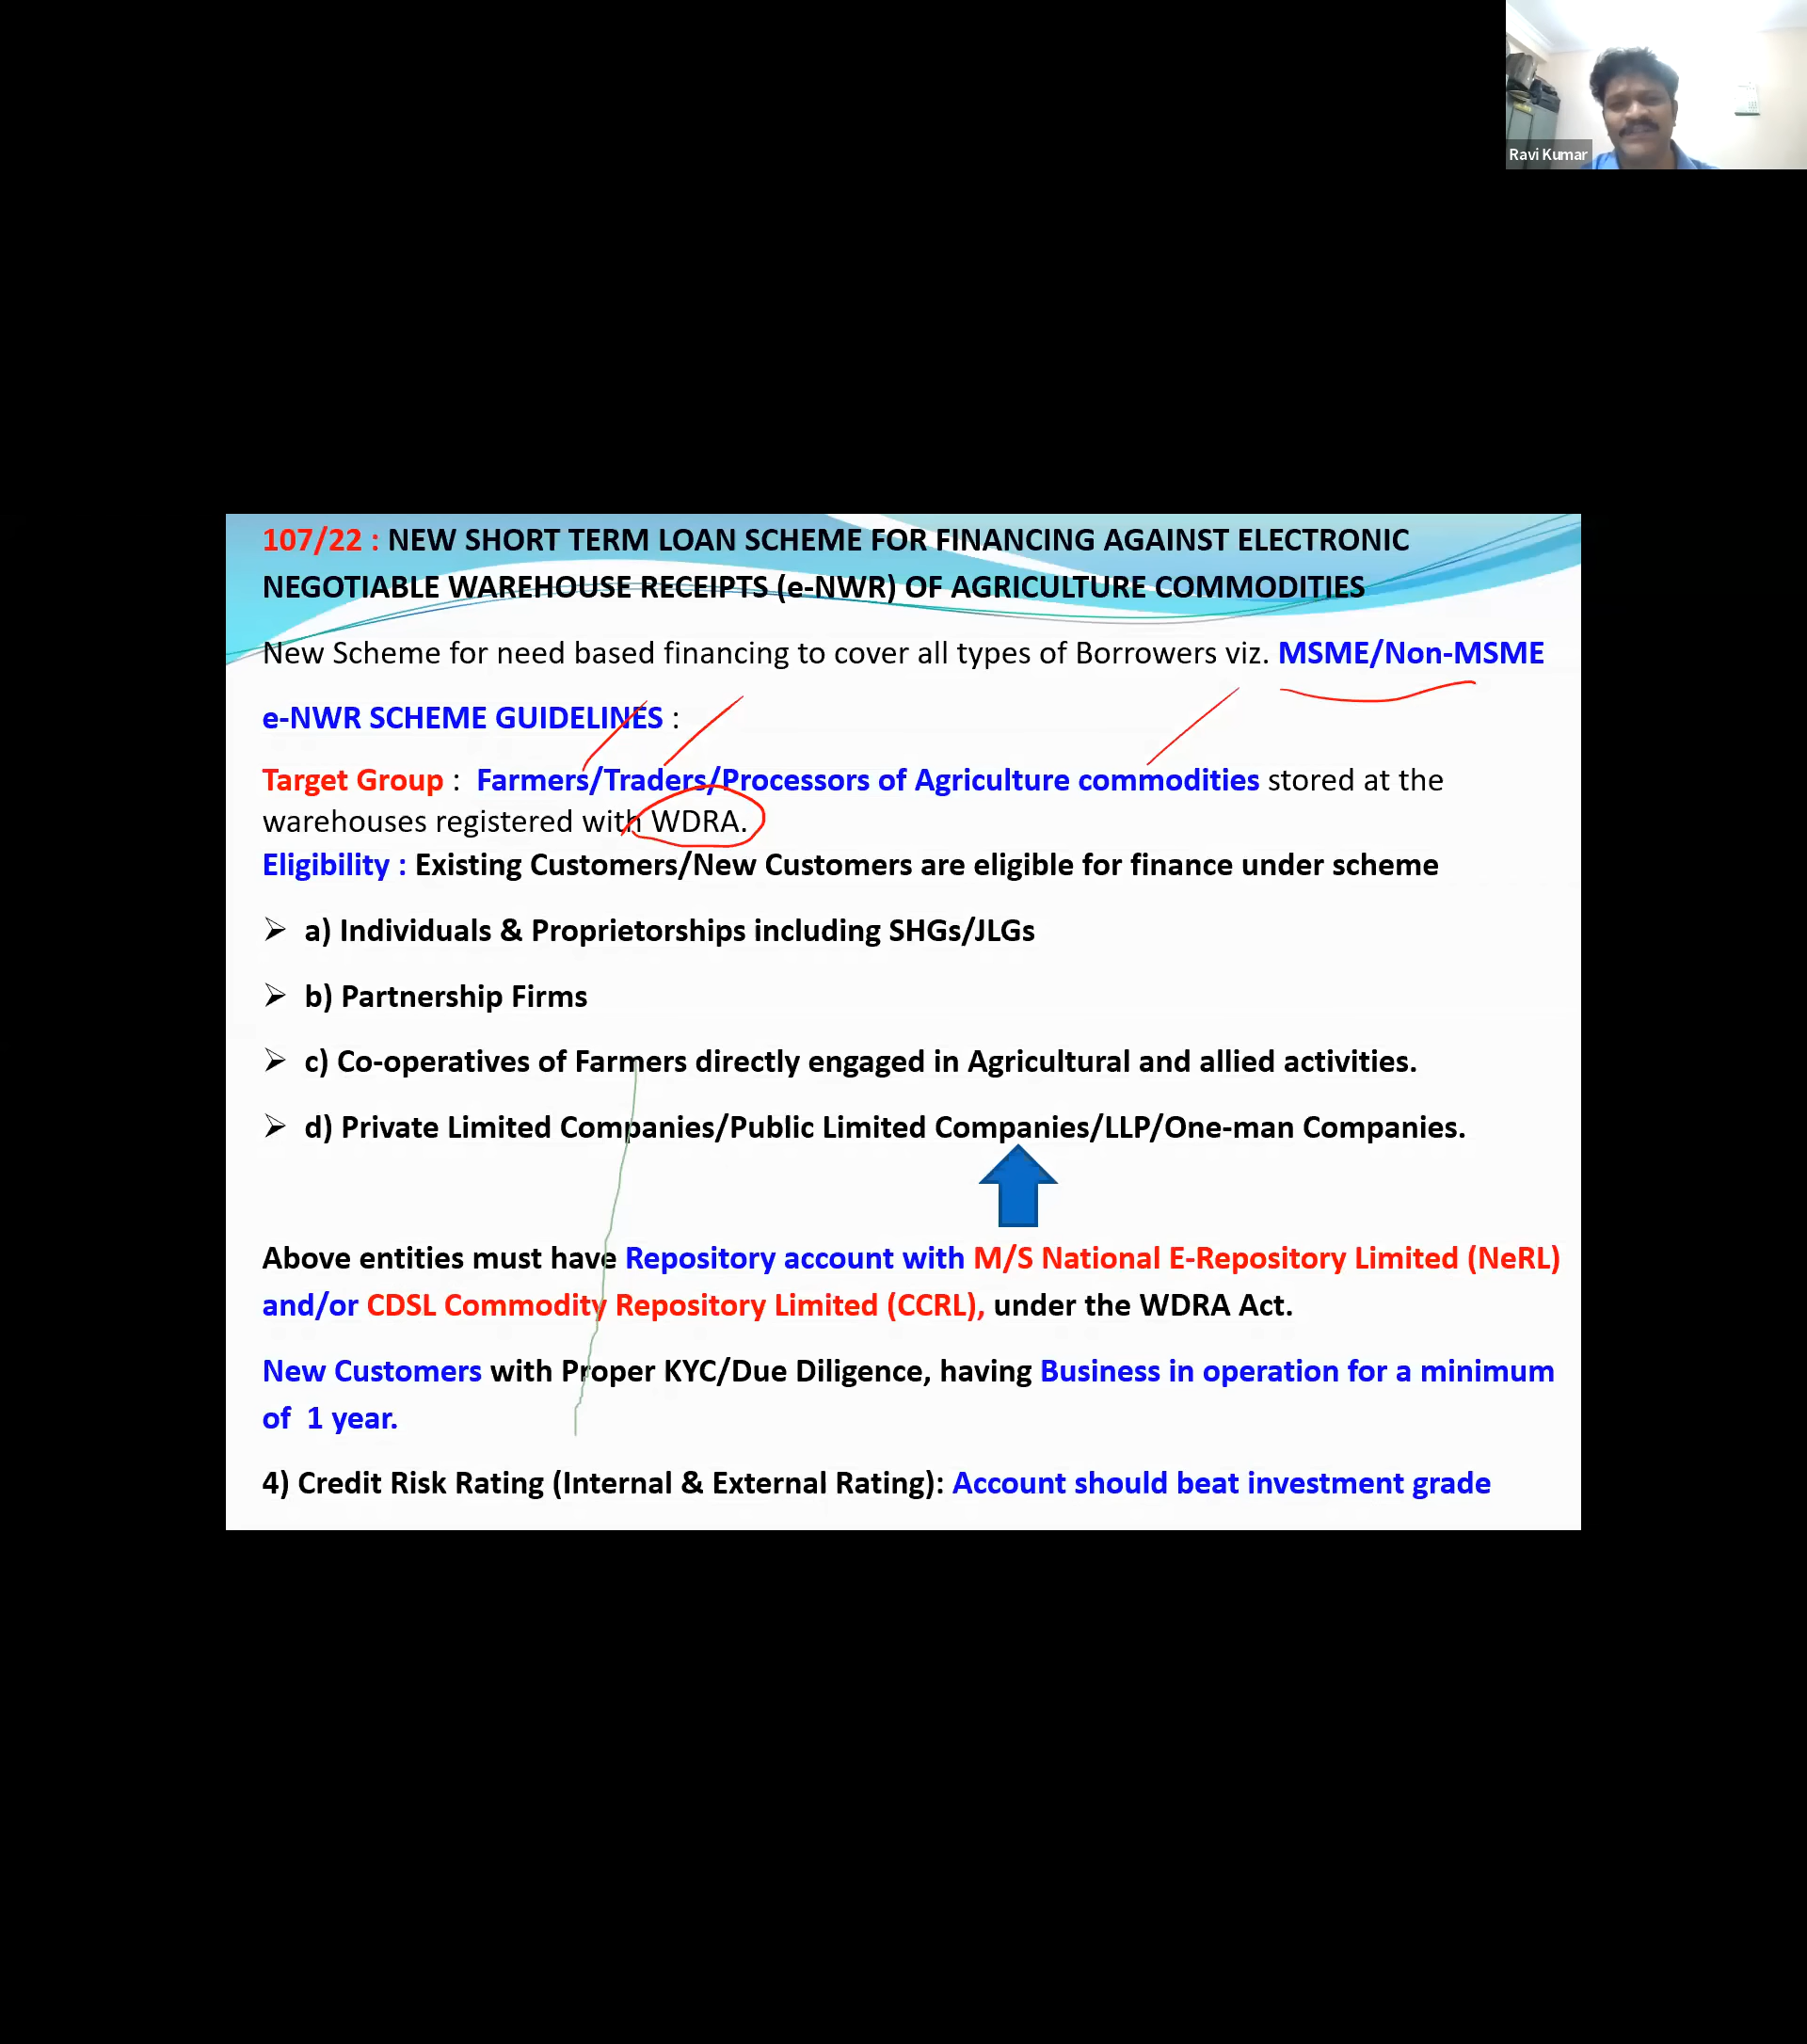 Ravi Kumar
107/22 : NEW SHORT TERM LOAN SCHEME FOR FINANCING AGAINST ELECTRONIC
NEGOTIABLE WAREHOUSE RECEIPTS (e-NWR) OF AGRICULTURE COMMODITIES
New Scheme for need based financing to cover all types of Borrowers viz. MSME/Non-MSME
e-NWR SCHEME GUIDELINES :
Target Group : Farmers/Traders/Processors of Agriculture commodities stored at the
warehouses registered with WDRA.
Eligibility : Existing Customers/New Customers are eligible for finance under scheme
➢ a) Individuals & Proprietorships including SHGs/JLGs
➢ b) Partnership Firms
➢ c) Co-operatives of Farmers directly engaged in Agricultural and allied activities.
➢ d) Private Limited Companies/Public Limited Companies/LLP/One-man Companies.
Above entities must have Repository account with M/S National E-Repository Limited (NeRL)
and/or CDSL Commodity Repository Limited (CCRL), under the WDRA Act.
New Customers with Proper KYC/Due Diligence, having Business in operation for a minimum
of 1 year.
4) Credit Risk Rating (Internal & External Rating): Account should beat investment grade